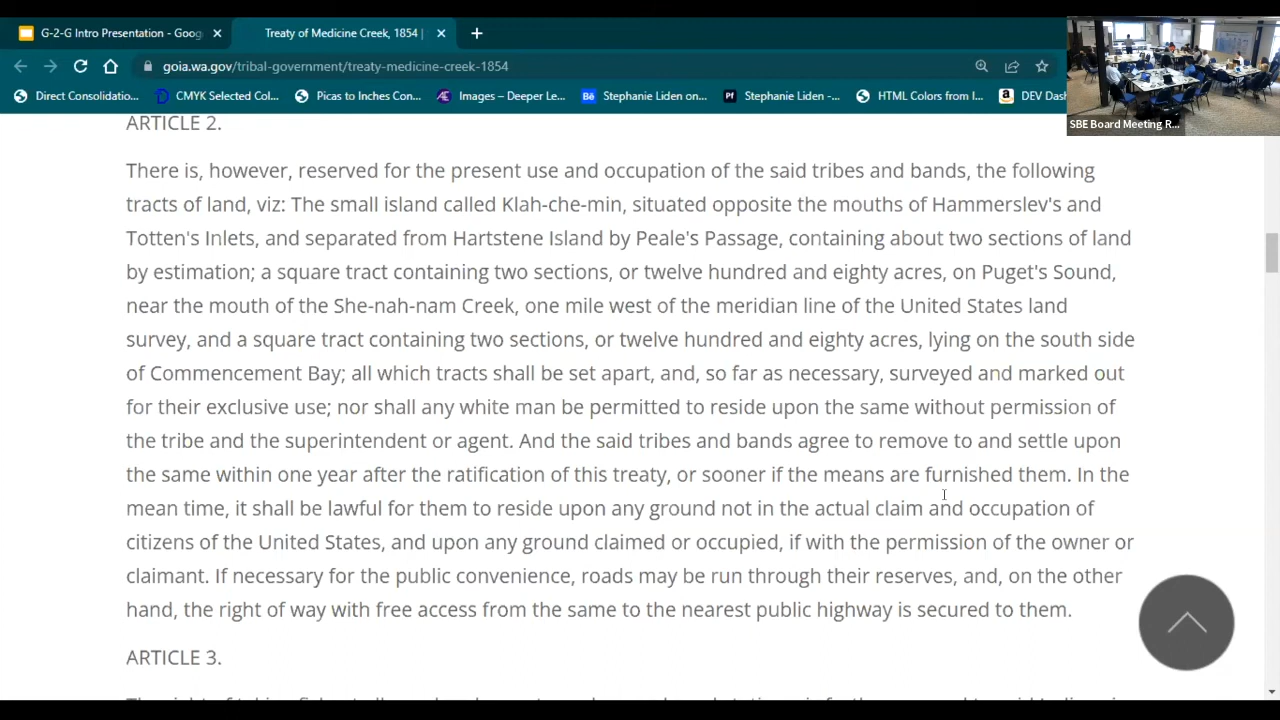 G-2-G Intro Presentation - Goog
Treaty of Medicine Creek, 1854 |
goia.wa.gov/tribal-government/treaty-medicine-creek-1854
Direct Consolidatio...
CMYK Selected Col...
Picas to Inches Con...
Images – Deeper Le...
Stephanie Liden on...
Stephanie Liden -...
HTML Colors from I...
DEV Dash
SBE Board Meeting R...
ARTICLE 2.
There is, however, reserved for the present use and occupation of the said tribes and bands, the following
tracts of land, viz: The small island called Klah-che-min, situated opposite the mouths of Hammerslev's and
Totten's Inlets, and separated from Hartstene Island by Peale's Passage, containing about two sections of land
by estimation; a square tract containing two sections, or twelve hundred and eighty acres, on Puget's Sound,
near the mouth of the She-nah-nam Creek, one mile west of the meridian line of the United States land
survey, and a square tract containing two sections, or twelve hundred and eighty acres, lying on the south side
of Commencement Bay; all which tracts shall be set apart, and, so far as necessary, surveyed and marked out
for their exclusive use; nor shall any white man be permitted to reside upon the same without permission of
the tribe and the superintendent or agent. And the said tribes and bands agree to remove to and settle upon
the same within one year after the ratification of this treaty, or sooner if the means are furnished them. In the
mean time, it shall be lawful for them to reside upon any ground not in the actual claim and occupation of
citizens of the United States, and upon any ground claimed or occupied, if with the permission of the owner or
claimant. If necessary for the public convenience, roads may be run through their reserves, and, on the other
hand, the right of way with free access from the same to the nearest public highway is secured to them.
ARTICLE 3.